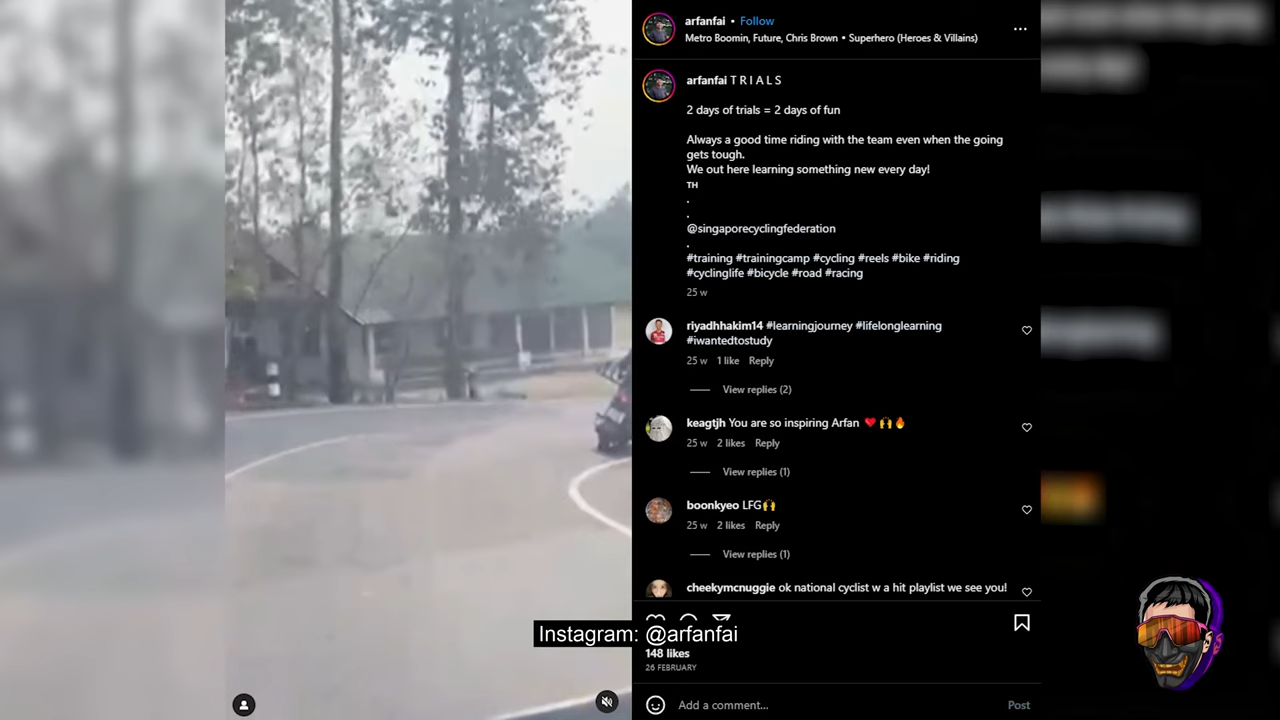 arfanfai • Follow
Metro Boomin, Future, Chris Brown • Superhero (Heroes & Villains)
arfanfai T R I A L S
2 days of trials = 2 days of fun
Always a good time riding with the team even when the going
gets tough.
We out here learning something new every day!
TH
.
.
@singaporecyclingfederation
.
#training #trainingcamp #cycling #reels #bike #riding
#cyclinglife #bicycle #road #racing
25 w
riyadhhakim14 #learningjourney #lifelonglearning
#iwantedtostudy
25 w 1 like Reply
View replies (2)
keagtjh You are so inspiring Arfan ❤️🙌🔥
25 w 2 likes Reply
View replies (1)
boonkyeo LFG🙌
25 w 2 likes Reply
View replies (1)
cheekymcnuggie ok national cyclist w a hit playlist we see you!
Instagram: @arfanfai
148 likes
26 FEBRUARY
Add a comment... Post